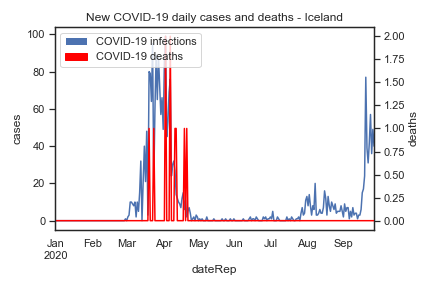 New COVID-19 daily cases and deaths - Iceland
COVID-19 infections
COVID-19 deaths
100
80
60
40
20
0
cases
2.00
1.75
1.50
1.25
1.00
0.75
0.50
0.25
0.00
deaths
Jan Feb Mar Apr May Jun Jul Aug Sep
2020
dateRep